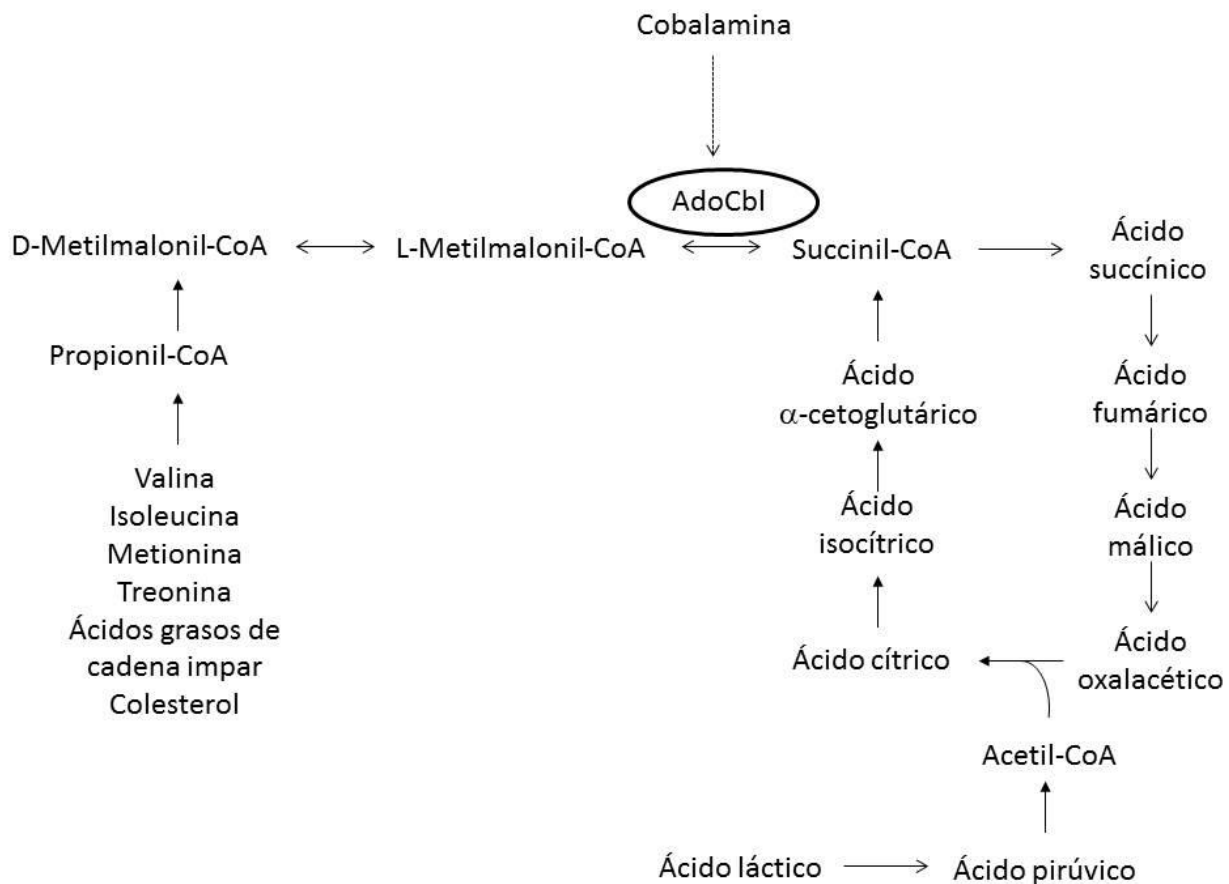 Cobalamina
AdoCbl
D-Metilmalonil-CoA
L-Metilmalonil-CoA
Succinil-CoA
Ácido
succínico
Propionil-CoA
Ácido
α-cetoglutárico
Ácido
fumárico
Valina
Isoleucina
Metionina
Treonina
Ácidos grasos de
cadena impar
Colesterol
Ácido
isocítrico
Ácido
málico
Ácido cítrico
Ácido
oxalacético
Acetil-CoA
Ácido láctico
Ácido pirúvico